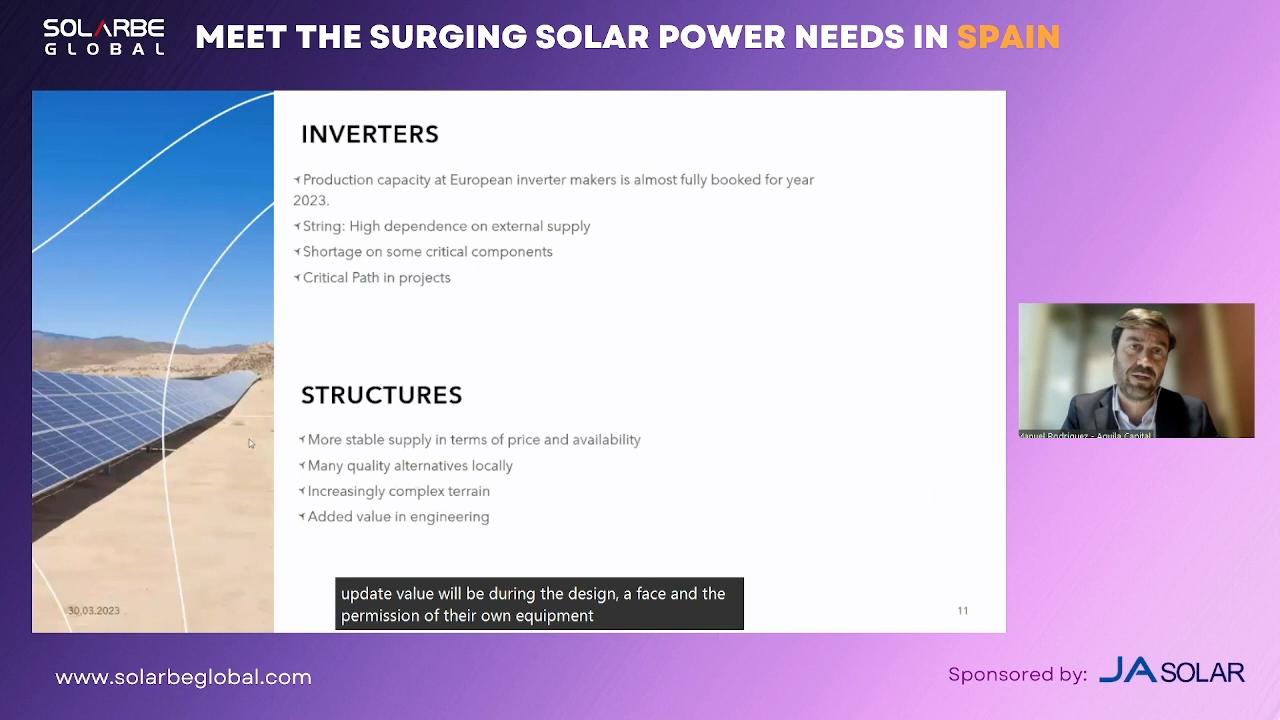 SOLARBE
GLOBAL
MEET THE SURGING SOLAR POWER NEEDS IN SPAIN
INVERTERS
Production capacity at European inverter makers is almost fully booked for year
2023.
String: High dependence on external supply
Shortage on some critical components
Critical Path in projects
STRUCTURES
More stable supply in terms of price and availability
Many quality alternatives locally
Increasingly complex terrain
Added value in engineering
update value will be during the design, a face and the
permission of their own equipment
30.03.2023
11
Manuel Rodriguez - Aquila Capital
www.solarbeglobal.com
Sponsored by:
JA SOLAR